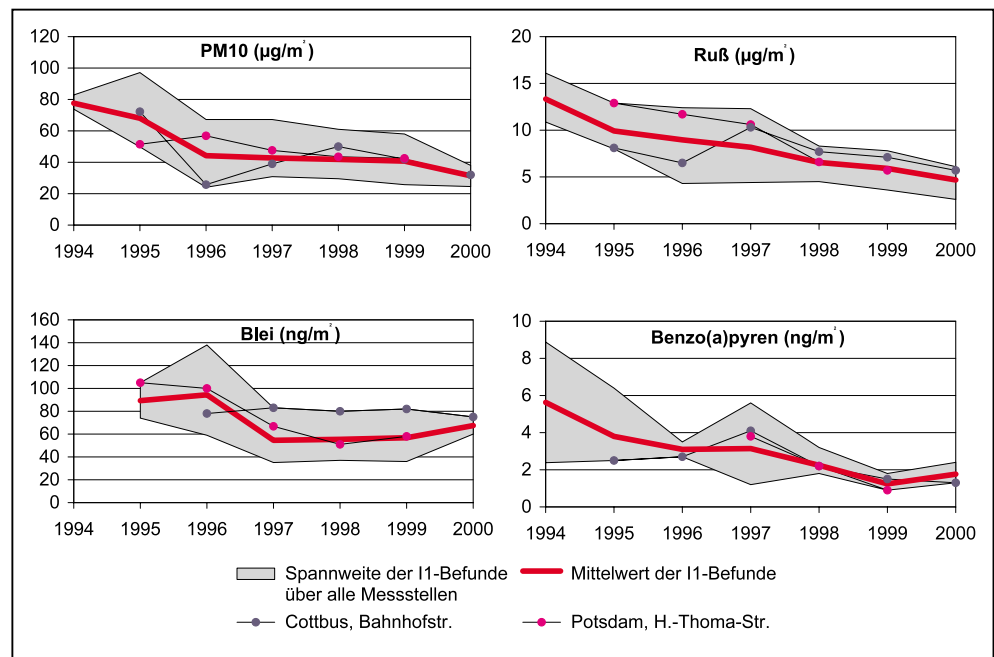 PM10 (µg/m²)
120
100
80
60
40
20
0
1994 1995 1996 1997 1998 1999 2000
Ruß (µg/m²)
20
15
10
5
0
1994 1995 1996 1997 1998 1999 2000
Blei (ng/m²)
160
140
120
100
80
60
40
20
0
1994 1995 1996 1997 1998 1999 2000
Benzo(a)pyren (ng/m²)
10
8
6
4
2
0
1994 1995 1996 1997 1998 1999 2000
Spannweite der I1-Befunde
über alle Messstellen
Mittelwert der I1-Befunde
Cottbus, Bahnhofstr.
Potsdam, H.-Thoma-Str.